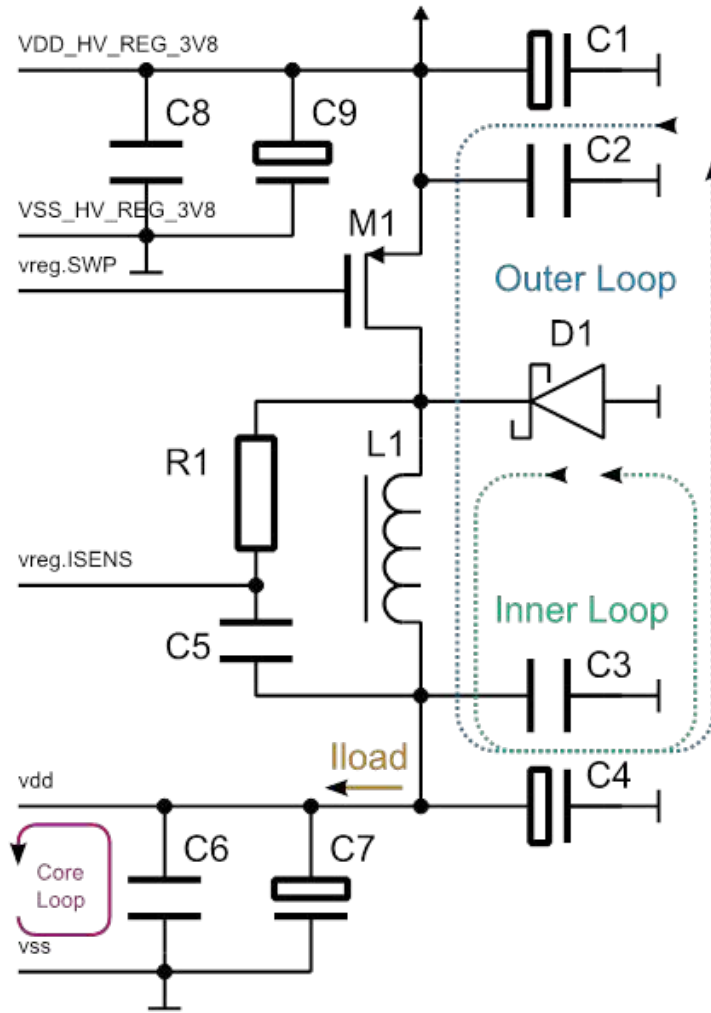 VDD_HV_REG_3V8
C1
C8
C9
C2
VSS_HV_REG_3V8
M1
vreg.SWP
Outer Loop
D1
L1
R1
vreg.ISENS
Inner Loop
C5
C3
Iload
vdd
C4
C6
C7
Core
Loop
vss